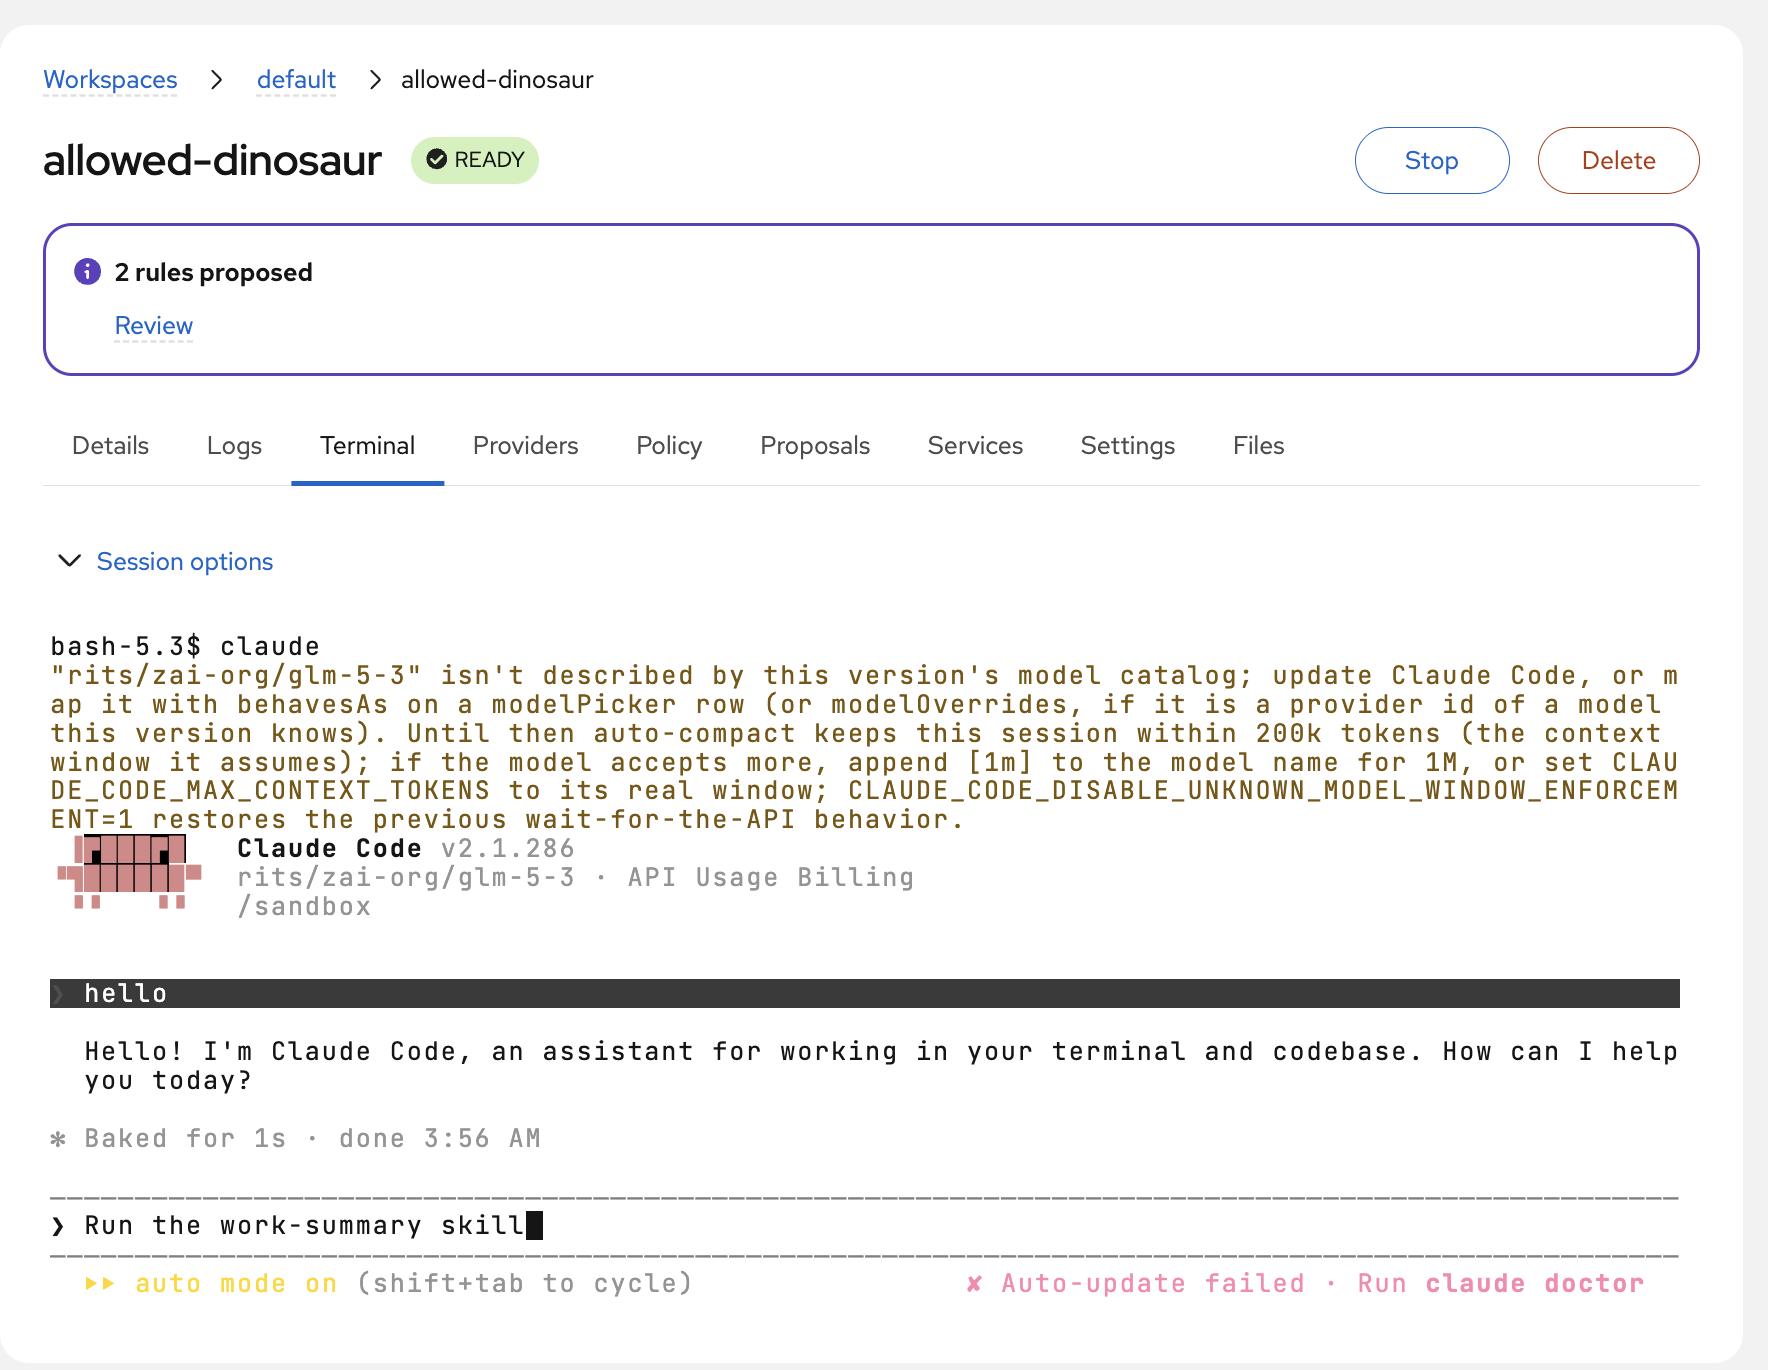 Workspaces > default > allowed-dinosaur
allowed-dinosaur READY Stop Delete
2 rules proposed
Review
Details Logs Terminal Providers Policy Proposals Services Settings Files
Session options
bash-5.3$ claude
"rits/zai-org/glm-5-3" isn't described by this version's model catalog; update Claude Code, or m
ap it with behavesAs on a modelPicker row (or modelOverrides, if it is a provider id of a model
this version knows). Until then auto-compact keeps this session within 200k tokens (the context
window it assumes); if the model accepts more, append [1m] to the model name for 1M, or set CLAU
DE_CODE_MAX_CONTEXT_TOKENS to its real window; CLAUDE_CODE_DISABLE_UNKNOWN_MODEL_WINDOW_ENFORCEM
ENT=1 restores the previous wait-for-the-API behavior.
Claude Code v2.1.286
rits/zai-org/glm-5-3 · API Usage Billing
/sandbox
❯ hello
Hello! I'm Claude Code, an assistant for working in your terminal and codebase. How can I help
you today?
✻ Baked for 1s · done 3:56 AM
❯ Run the work-summary skill
⏵⏵ auto mode on (shift+tab to cycle) ✘ Auto-update failed · Run claude doctor